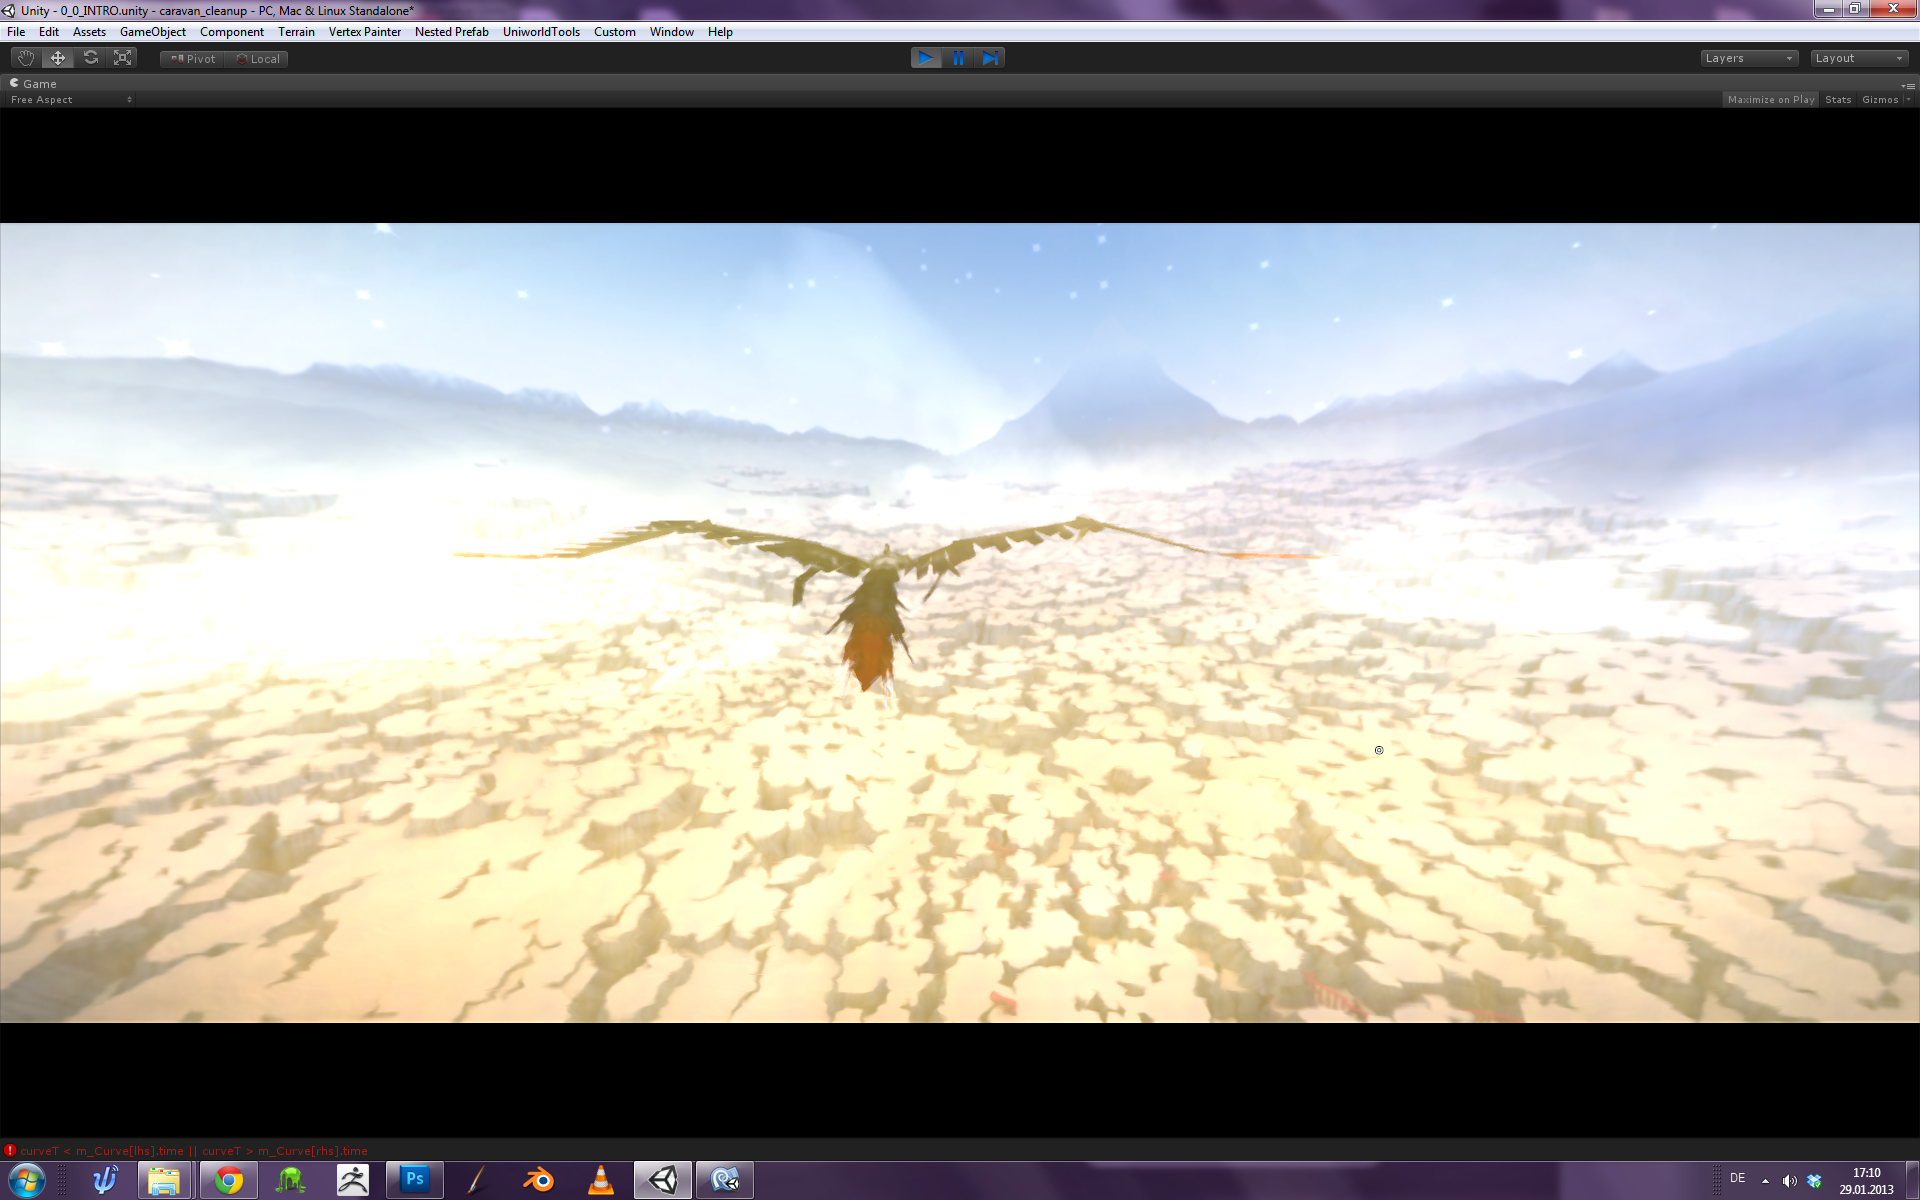 Unity - 0_0_INTRO.unity - caravan_cleanup - PC, Mac & Linux Standalone*
File Edit Assets GameObject Component Terrain Vertex Painter Nested Prefab UniworldTools Custom Window Help
Pivot Local Layers Layout
Game
Free Aspect Maximize on Play Stats Gizmos
curveT < m_Curve[lhs].time || curveT > m_Curve[rhs].time
Ps DE 17:10
29.01.2013